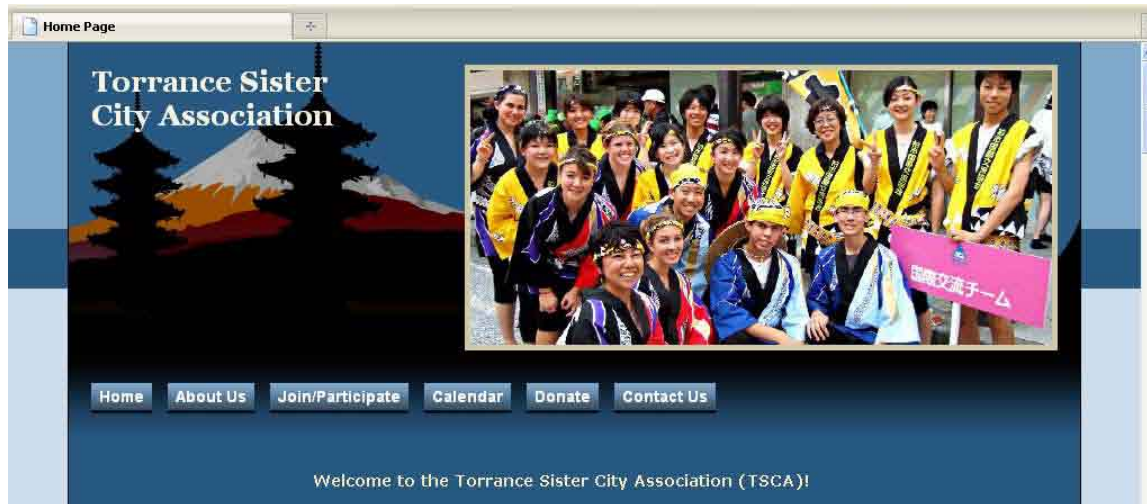 Home Page
Torrance Sister
City Association
国際交流チーム
Home About Us Join/Participate Calendar Donate Contact Us
Welcome to the Torrance Sister City Association (TSCA)!